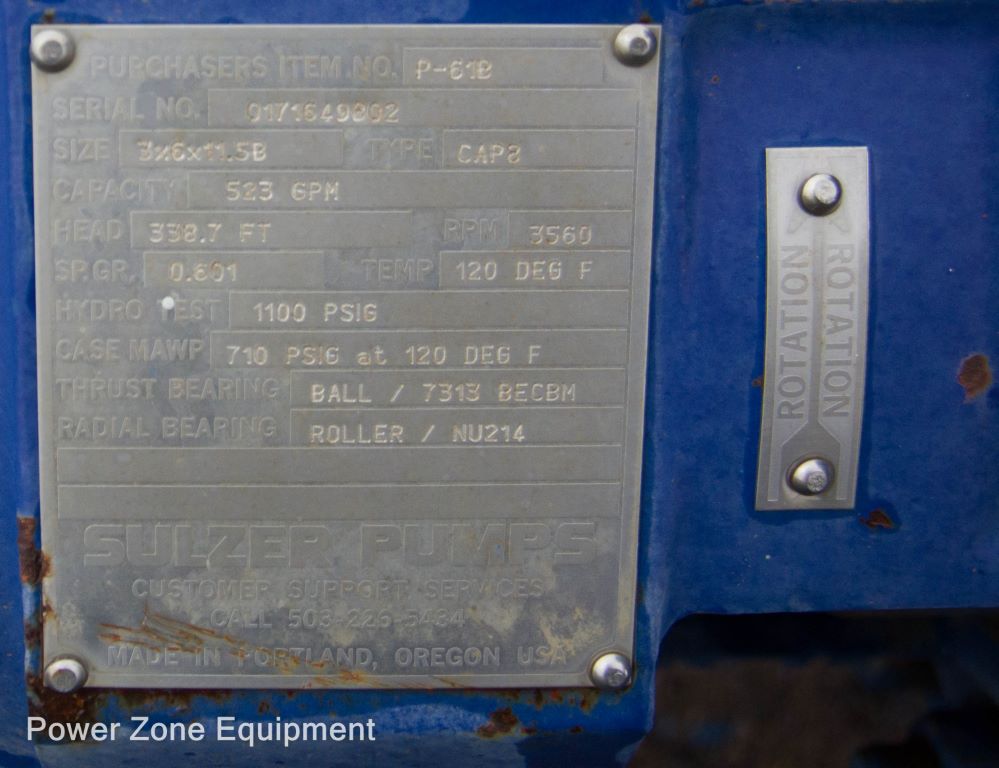 PURCHASERS ITEM NO. P-61B
SERIAL NO. 0171649802
SIZE 3x6x11.5B TYPE CAP8
CAPACITY 523 GPM
HEAD 338.7 FT RPM 3560
SP.GR. 0.601 TEMP 120 DEG F
HYDRO TEST 1100 PSIG
CASE MAWP 710 PSIG at 120 DEG F
THRUST BEARING BALL / 7313 BECBM
RADIAL BEARING ROLLER / NU214
SULZER PUMPS
CUSTOMER SUPPORT SERVICES
CALL 503-226-5434
MADE IN PORTLAND, OREGON USA
ROTATION
ROTATION
Power Zone Equipment